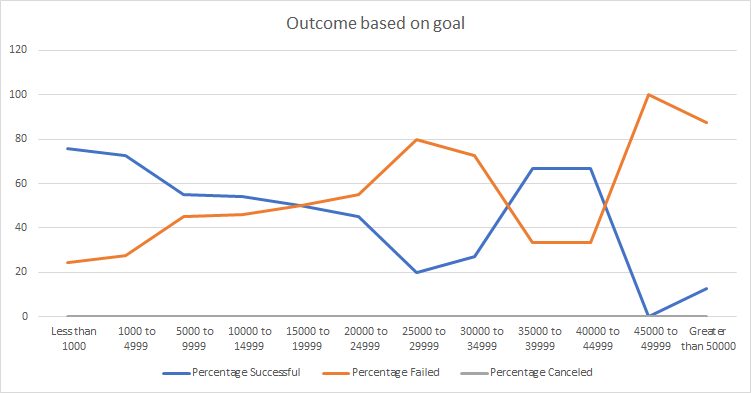 Outcome based on goal
120
100
80
60
40
20
0
Less than 1000
1000 to 4999
5000 to 9999
10000 to 14999
15000 to 19999
20000 to 24999
25000 to 29999
30000 to 34999
35000 to 39999
40000 to 44999
45000 to 49999
Greater than 50000
Percentage Successful
Percentage Failed
Percentage Canceled